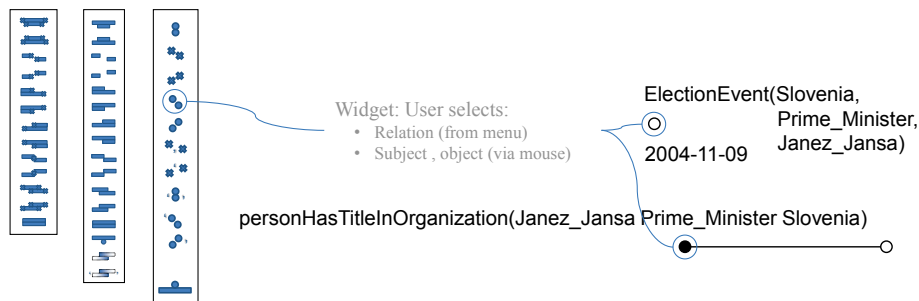 Widget: User selects:
• Relation (from menu)
• Subject , object (via mouse)
ElectionEvent(Slovenia,
Prime_Minister,
Janez_Jansa)
2004-11-09
personHasTitleInOrganization(Janez_Jansa Prime_Minister Slovenia)